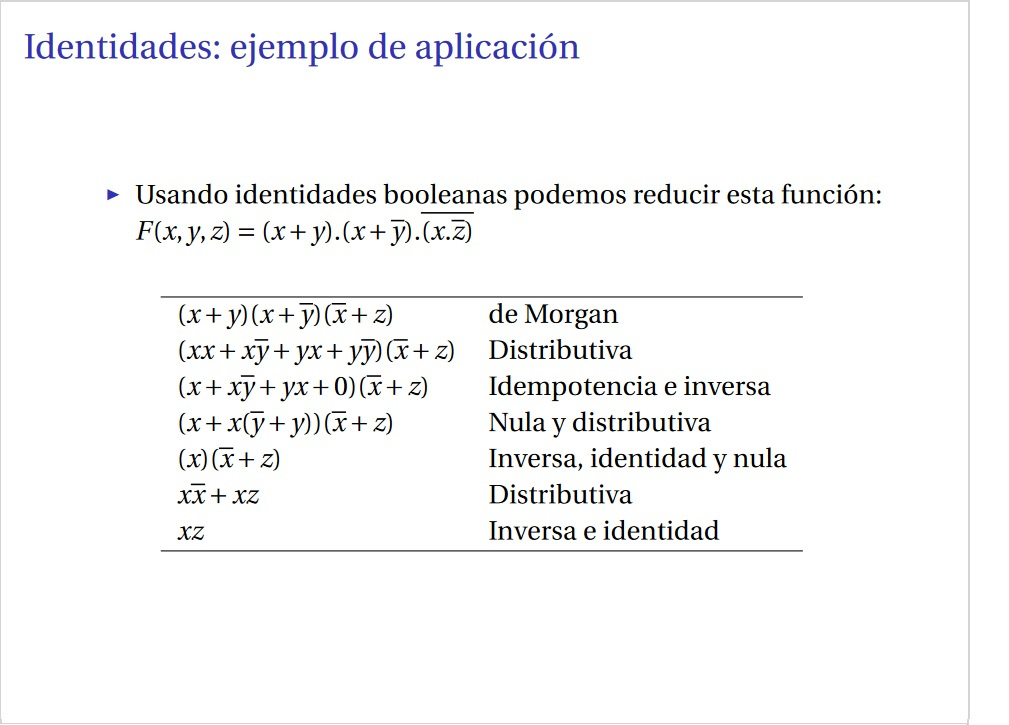 Identidades: ejemplo de aplicación
▶ Usando identidades booleanas podemos reducir esta función:
F(x, y, z) = (x + y).(x + y̅).\overline{(x.z̅)}
(x + y)(x + y̅)(x̅ + z) de Morgan
(xx + xy̅ + yx + yy̅)(x̅ + z) Distributiva
(x + xy̅ + yx + 0)(x̅ + z) Idempotencia e inversa
(x + x(y̅ + y))(x̅ + z) Nula y distributiva
(x)(x̅ + z) Inversa, identidad y nula
xx̅ + xz Distributiva
xz Inversa e identidad